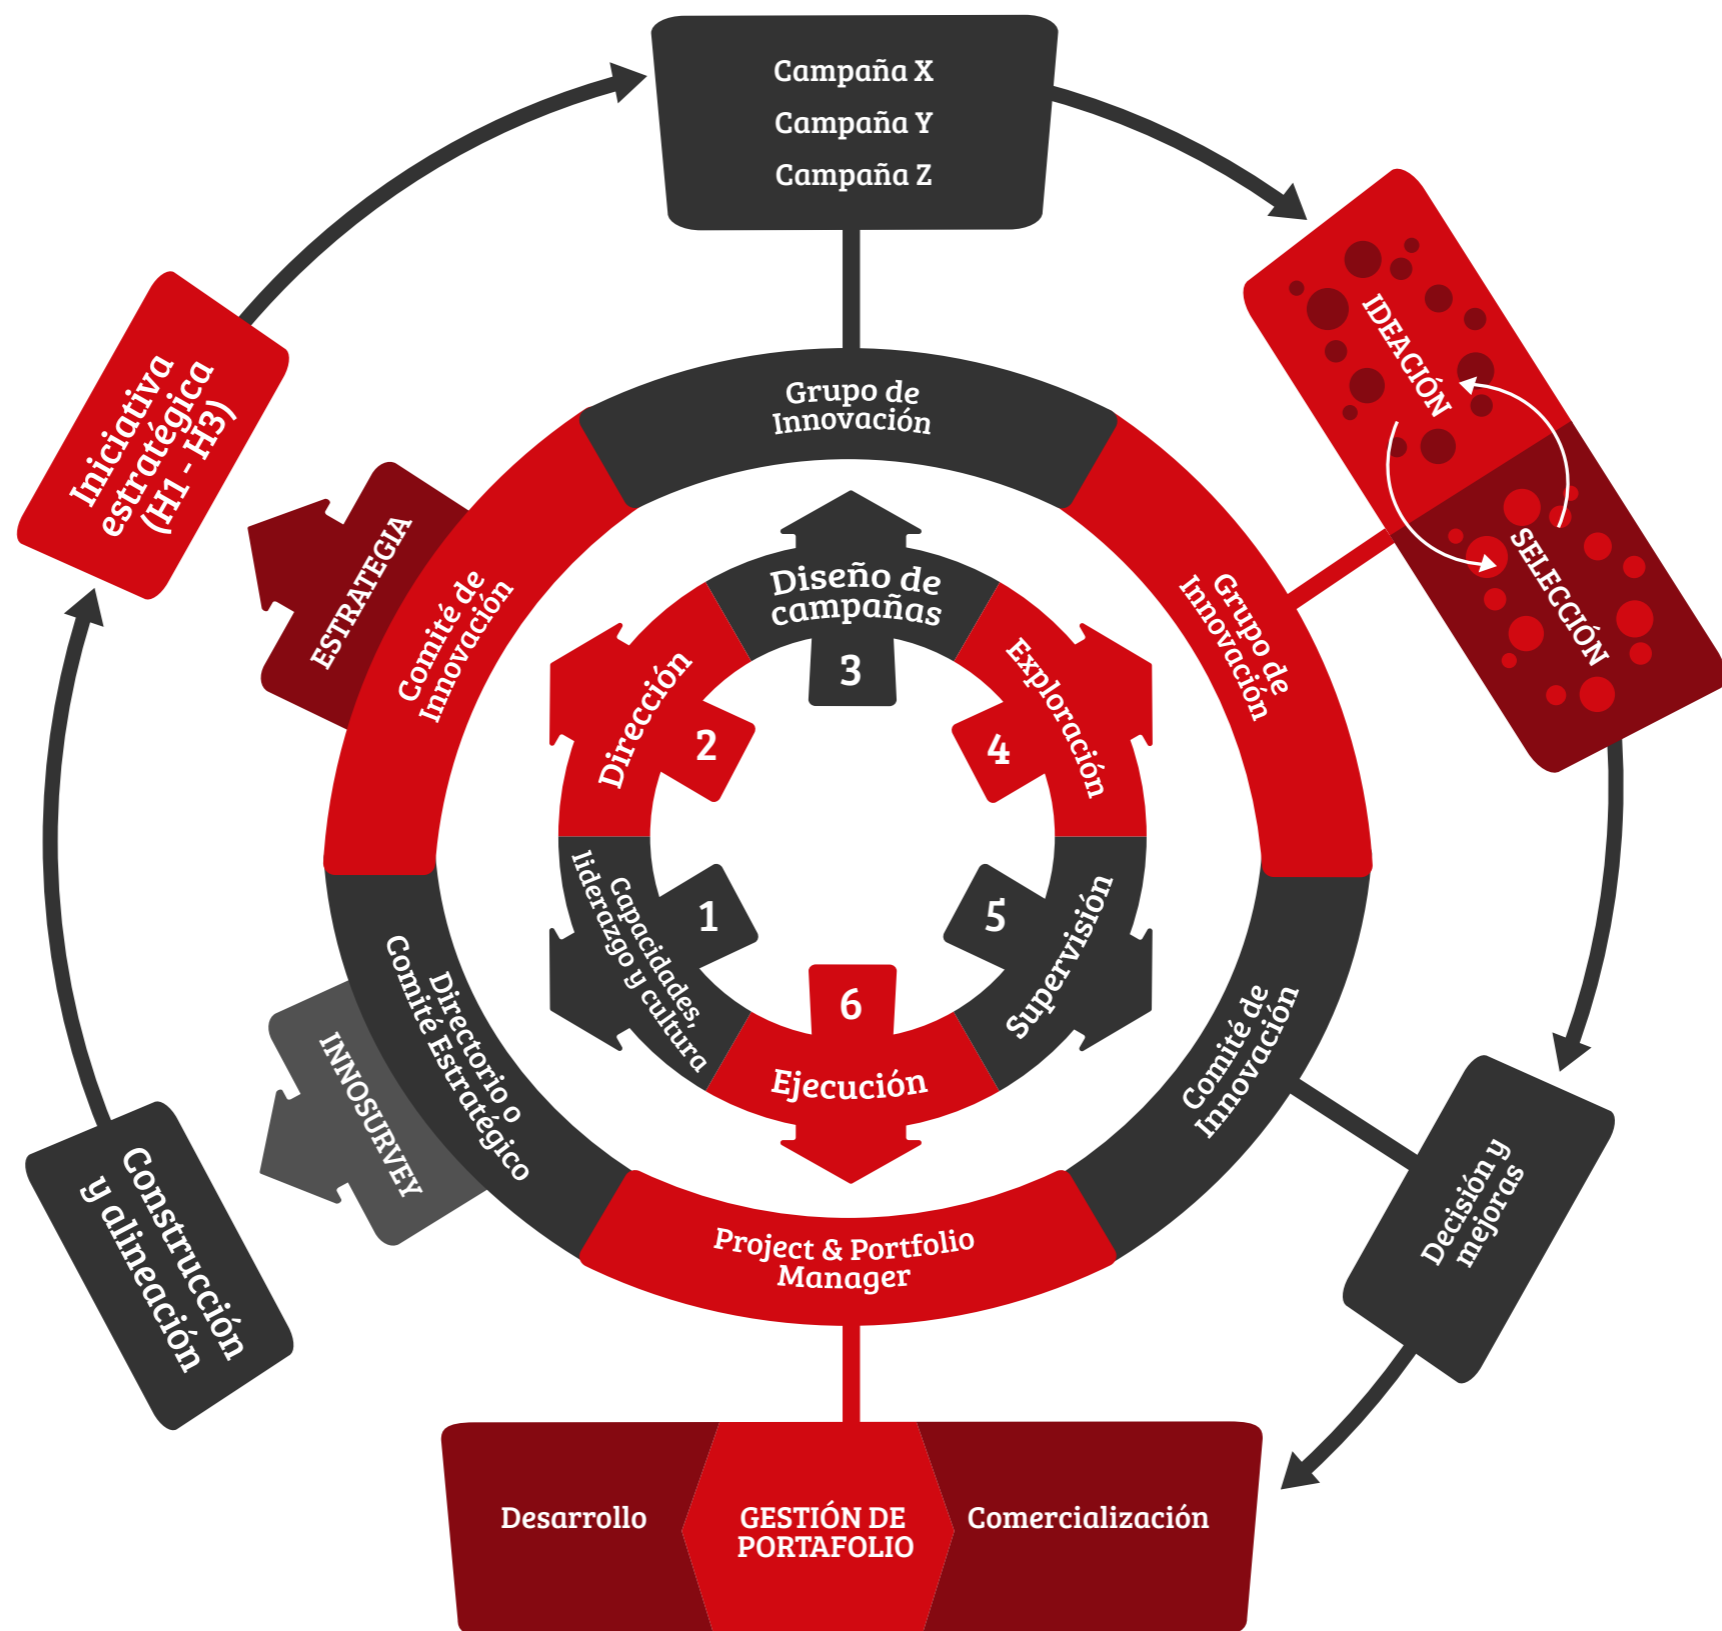 Campaña X
Campaña Y
Campaña Z
IDEACIÓN
SELECCIÓN
Iniciativa
estratégica
(H1 - H3)
ESTRATEGIA
Grupo de
Innovación
Comité de
Innovación
Grupo de
Innovación
Diseño de
campañas
3
Dirección
2
Exploración
4
Capacidades,
liderazgo y cultura
1
Supervisión
5
6
Ejecución
Directorio o
Comité Estratégico
INNOSURVEY
Comité de
Innovación
Construcción
y alineación
Decisión y
mejoras
Project & Portfolio
Manager
Desarrollo
GESTIÓN DE
PORTAFOLIO
Comercialización